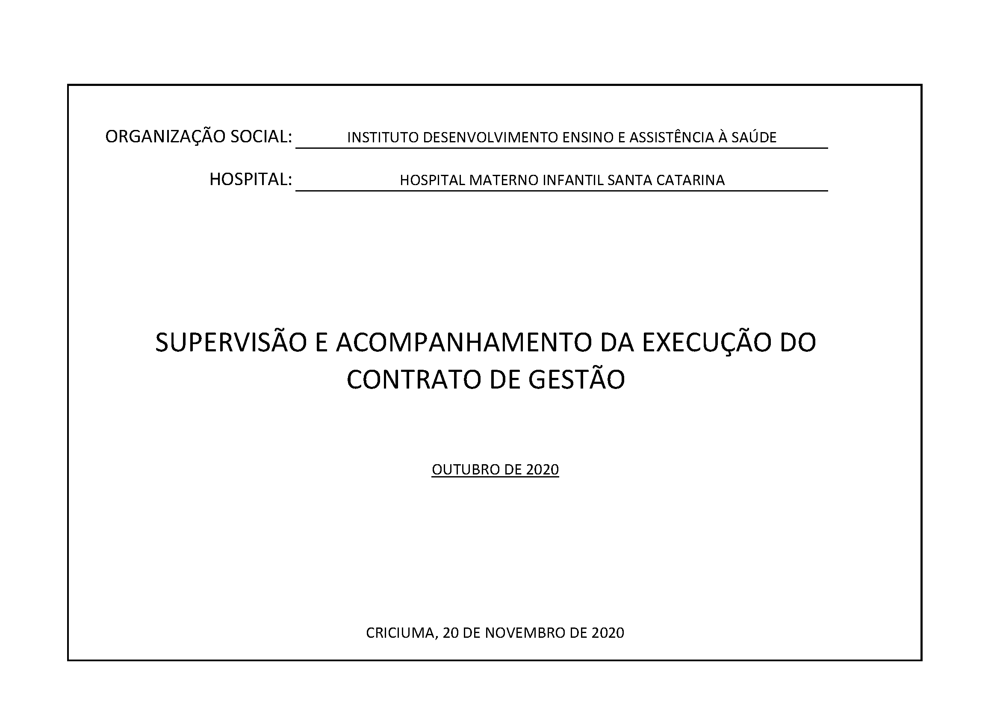 ORGANIZAÇÃO SOCIAL: INSTITUTO DESENVOLVIMENTO ENSINO E ASSISTÊNCIA À SAÚDE
HOSPITAL: HOSPITAL MATERNO INFANTIL SANTA CATARINA
SUPERVISÃO E ACOMPANHAMENTO DA EXECUÇÃO DO
CONTRATO DE GESTÃO
OUTUBRO DE 2020
CRICIUMA, 20 DE NOVEMBRO DE 2020